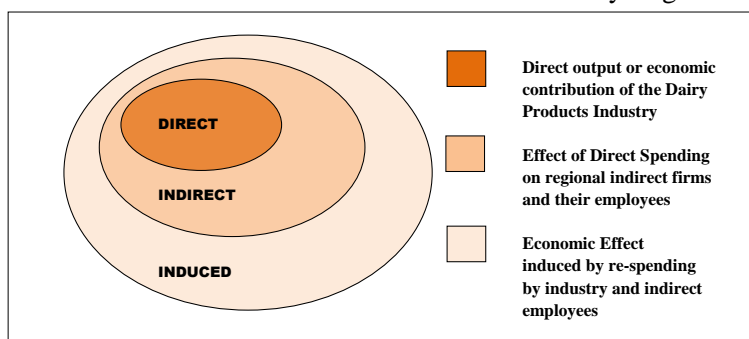 DIRECT
INDIRECT
INDUCED
Direct output or economic
contribution of the Dairy
Products Industry
Effect of Direct Spending
on regional indirect firms
and their employees
Economic Effect
induced by re-spending
by industry and indirect
employees